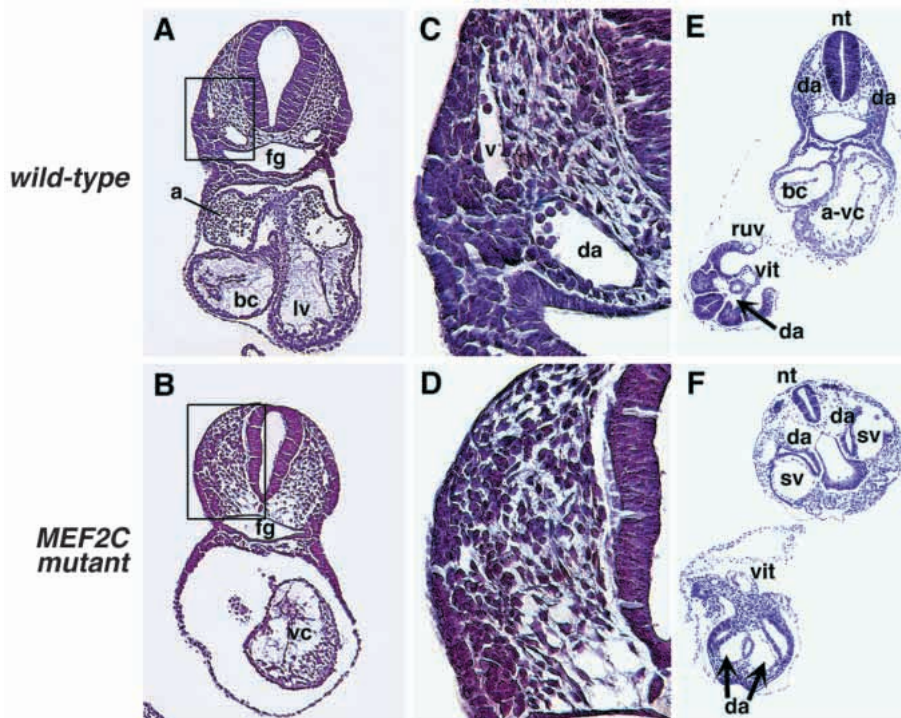 wild-type
MEF2C
mutant
A
fg
a
bc
lv
C
v
da
E
nt
da
da
bc
a-vc
ruv
vit
da
B
fg
vc
D
F
nt
da
da
sv
sv
vit
da